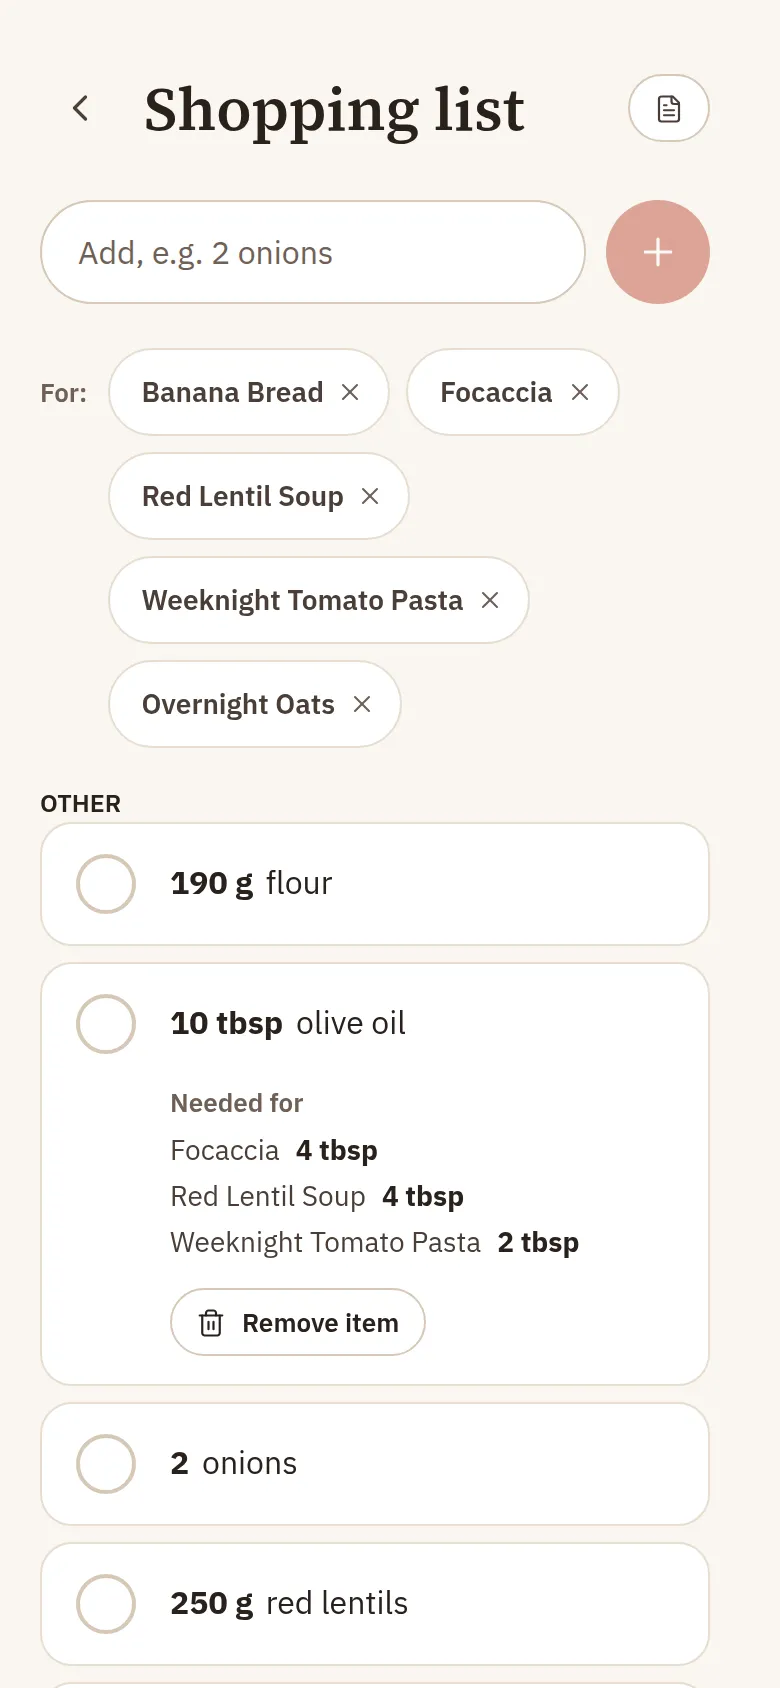 Shopping list
Add, e.g. 2 onions
For: Banana Bread Focaccia
Red Lentil Soup
Weeknight Tomato Pasta
Overnight Oats
OTHER
190 g flour
10 tbsp olive oil
Needed for
Focaccia 4 tbsp
Red Lentil Soup 4 tbsp
Weeknight Tomato Pasta 2 tbsp
Remove item
2 onions
250 g red lentils